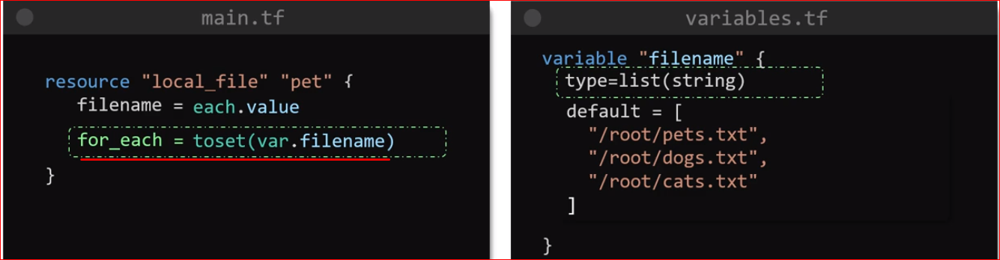 main.tf
resource "local_file" "pet" {
filename = each.value
for_each = toset(var.filename)
}
variables.tf
variable "filename" {
type=list(string)
default = [
"/root/pets.txt",
"/root/dogs.txt",
"/root/cats.txt"
]
}